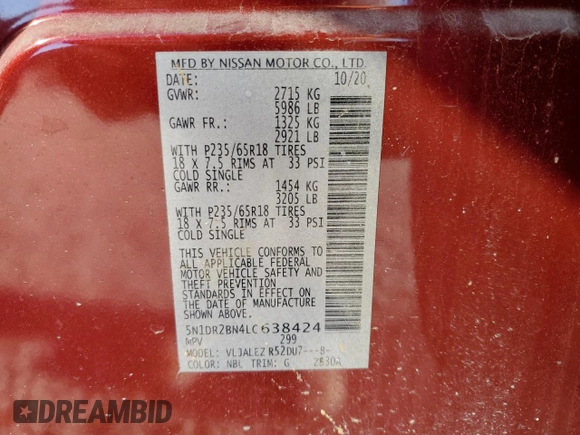 MFD BY NISSAN MOTOR CO., LTD.
DATE: 10/20
GVWR: 2715 KG
5986 LB
GAWR FR.: 1325 KG
2921 LB
WITH P235/65R18 TIRES
18 X 7.5 RIMS AT 33 PSI
COLD SINGLE
GAWR RR.: 1454 KG
3205 LB
WITH P235/65R18 TIRES
18 X 7.5 RIMS AT 33 PSI
COLD SINGLE
THIS VEHICLE CONFORMS TO
ALL APPLICABLE FEDERAL
MOTOR VEHICLE SAFETY AND
THEFT PREVENTION
STANDARDS IN EFFECT ON
THE DATE OF MANUFACTURE
SHOWN ABOVE.
5N1DR2BN4LC638424
MPV 299
MODEL: VLJALEZ R52DU7---8-
COLOR: NBL TRIM: G
DREAMBID